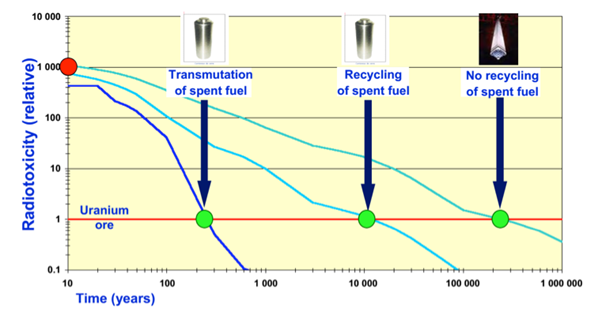 10 000
1 000
100
10
1
0.1
Radiotoxicity (relative)
Transmutation
of spent fuel
Recycling
of spent fuel
No recycling
of spent fuel
Uranium
ore
10
100
1 000
10 000
100 000
1 000 000
Time (years)